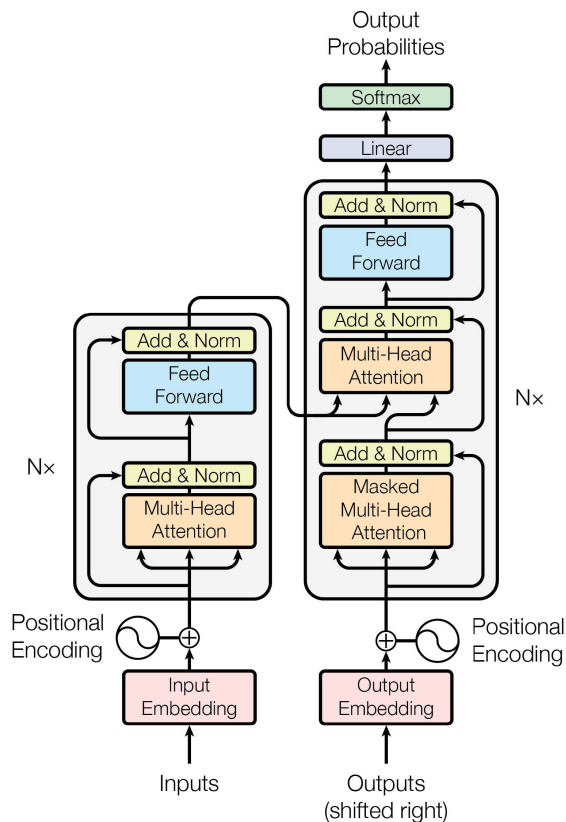 Output
Probabilities
Softmax
Linear
Add & Norm
Feed
Forward
Add & Norm
Multi-Head
Attention
Add & Norm
Masked
Multi-Head
Attention
Nx
Add & Norm
Feed
Forward
Add & Norm
Multi-Head
Attention
Nx
Positional
Encoding
Positional
Encoding
Input
Embedding
Output
Embedding
Inputs
Outputs
(shifted right)